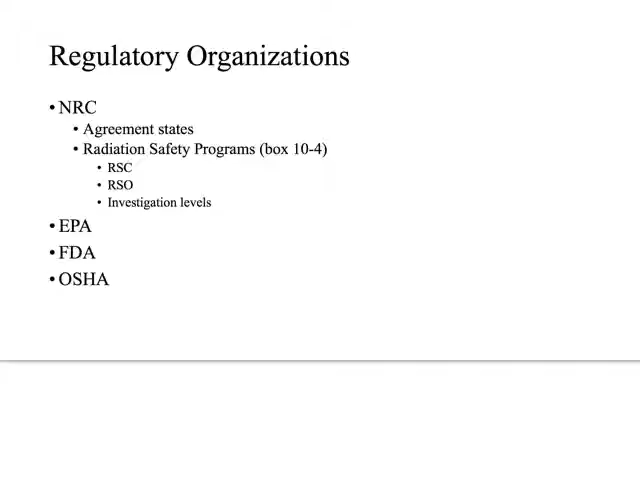 Regulatory Organizations
• NRC
• Agreement states
• Radiation Safety Programs (box 10-4)
• RSC
• RSO
• Investigation levels
• EPA
• FDA
• OSHA